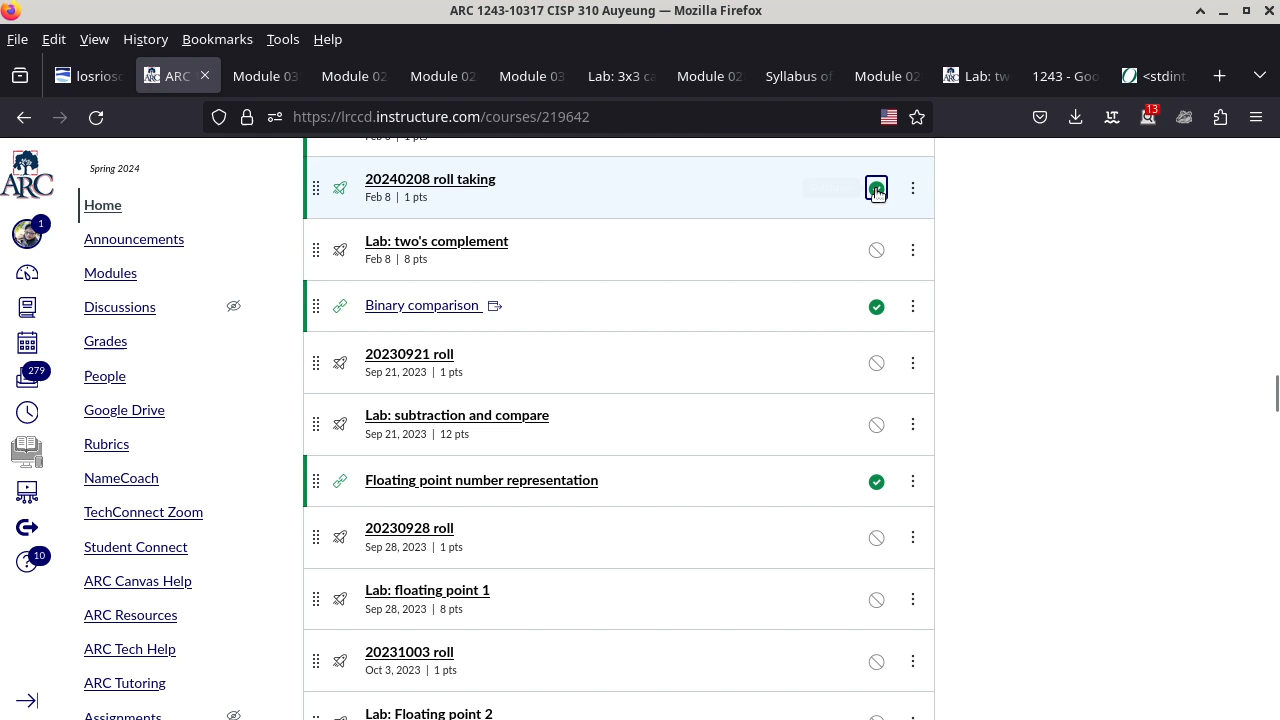 ARC 1243-10317 CISP 310 Auyeung — Mozilla Firefox
File Edit View History Bookmarks Tools Help
losriosc ARC Module 03 Module 02 Module 02 Module 03 Lab: 3x3 ca Module 02 Syllabus of Module 02 Lab: tw 1243 - Goo <stdint
https://lrccd.instructure.com/courses/219642
13
ARC
Spring 2024
Home
1
Announcements
Modules
Discussions
Grades
279
People
Google Drive
Rubrics
NameCoach
TechConnect Zoom
Student Connect
10
ARC Canvas Help
ARC Resources
ARC Tech Help
ARC Tutoring
Assignments
Feb 6 | 1 pts
20240208 roll taking
Feb 8 | 1 pts
Lab: two's complement
Feb 8 | 8 pts
Binary comparison
20230921 roll
Sep 21, 2023 | 1 pts
Lab: subtraction and compare
Sep 21, 2023 | 12 pts
Floating point number representation
20230928 roll
Sep 28, 2023 | 1 pts
Lab: floating point 1
Sep 28, 2023 | 8 pts
20231003 roll
Oct 3, 2023 | 1 pts
Lab: Floating point 2